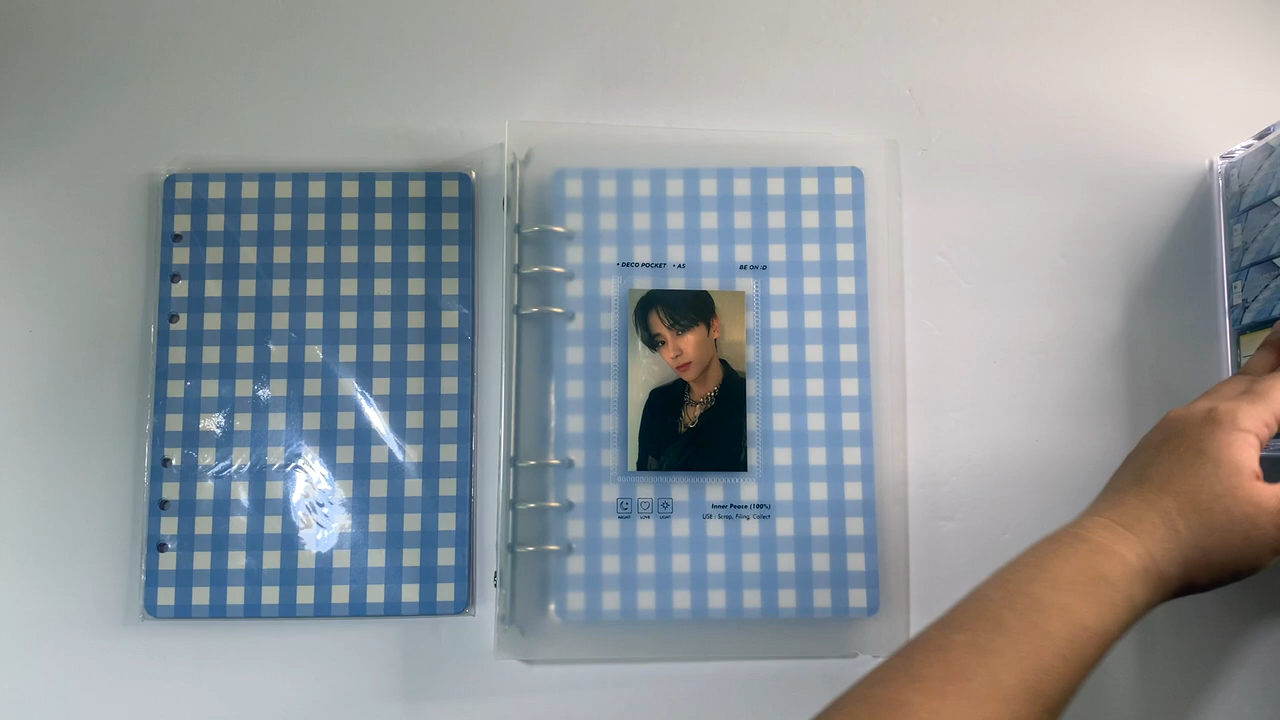 • DECO POCKET • A5 BE ON :D
NIGHT LOVE LIGHT
Inner Peace (100%)
USE : Scrap, Filing, Collect